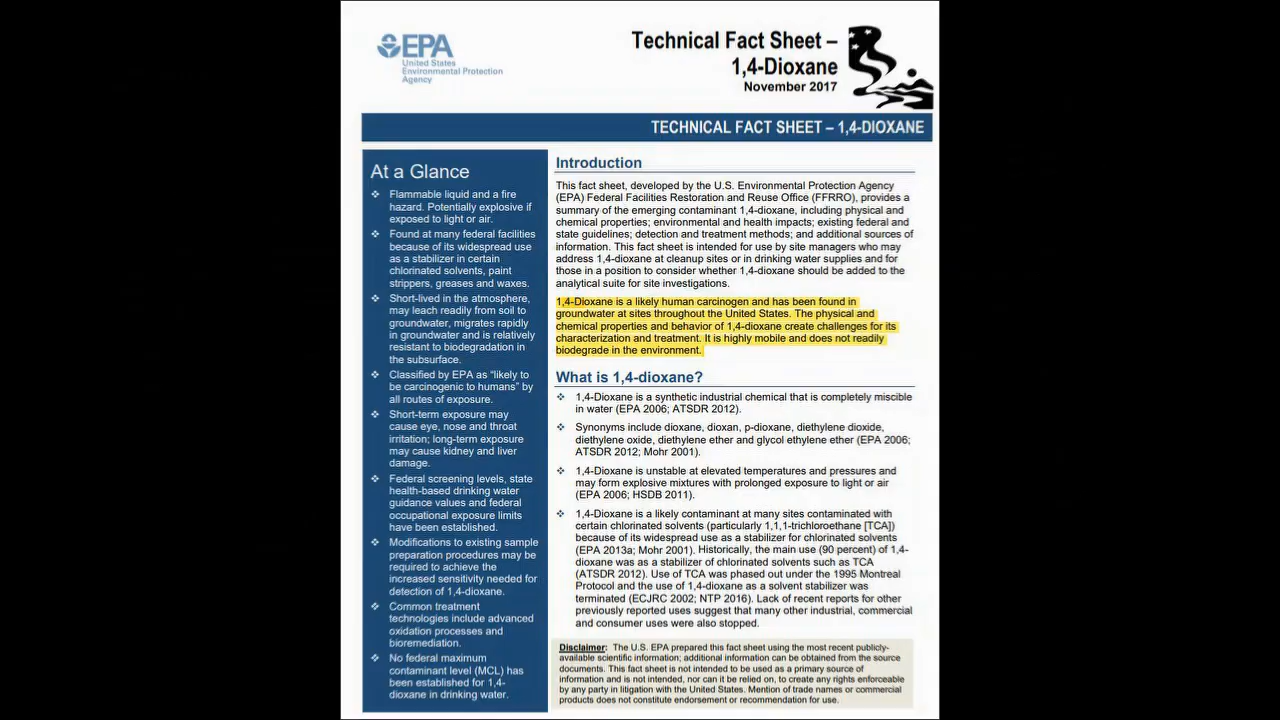 EPA
United States
Environmental Protection
Agency
Technical Fact Sheet –
1,4-Dioxane
November 2017
TECHNICAL FACT SHEET – 1,4-DIOXANE
At a Glance
❖ Flammable liquid and a fire
hazard. Potentially explosive if
exposed to light or air.
❖ Found at many federal facilities
because of its widespread use
as a stabilizer in certain
chlorinated solvents, paint
strippers, greases and waxes.
❖ Short-lived in the atmosphere,
may leach readily from soil to
groundwater, migrates rapidly
in groundwater and is relatively
resistant to biodegradation in
the subsurface.
❖ Classified by EPA as “likely to
be carcinogenic to humans” by
all routes of exposure.
❖ Short-term exposure may
cause eye, nose and throat
irritation; long-term exposure
may cause kidney and liver
damage.
❖ Federal screening levels, state
health-based drinking water
guidance values and federal
occupational exposure limits
have been established.
❖ Modifications to existing sample
preparation procedures may be
required to achieve the
increased sensitivity needed for
detection of 1,4-dioxane.
❖ Common treatment
technologies include advanced
oxidation processes and
bioremediation.
❖ No federal maximum
contaminant level (MCL) has
been established for 1,4-
dioxane in drinking water.
Introduction
This fact sheet, developed by the U.S. Environmental Protection Agency
(EPA) Federal Facilities Restoration and Reuse Office (FFRRO), provides a
summary of the emerging contaminant 1,4-dioxane, including physical and
chemical properties; environmental and health impacts; existing federal and
state guidelines; detection and treatment methods; and additional sources of
information. This fact sheet is intended for use by site managers who may
address 1,4-dioxane at cleanup sites or in drinking water supplies and for
those in a position to consider whether 1,4-dioxane should be added to the
analytical suite for site investigations.
1,4-Dioxane is a likely human carcinogen and has been found in
groundwater at sites throughout the United States. The physical and
chemical properties and behavior of 1,4-dioxane create challenges for its
characterization and treatment. It is highly mobile and does not readily
biodegrade in the environment.
What is 1,4-dioxane?
❖ 1,4-Dioxane is a synthetic industrial chemical that is completely miscible
in water (EPA 2006; ATSDR 2012).
❖ Synonyms include dioxane, dioxan, p-dioxane, diethylene dioxide,
diethylene oxide, diethylene ether and glycol ethylene ether (EPA 2006;
ATSDR 2012; Mohr 2001).
❖ 1,4-Dioxane is unstable at elevated temperatures and pressures and
may form explosive mixtures with prolonged exposure to light or air
(EPA 2006; HSDB 2011).
❖ 1,4-Dioxane is a likely contaminant at many sites contaminated with
certain chlorinated solvents (particularly 1,1,1-trichloroethane [TCA])
because of its widespread use as a stabilizer for chlorinated solvents
(EPA 2013a; Mohr 2001). Historically, the main use (90 percent) of 1,4-
dioxane was as a stabilizer of chlorinated solvents such as TCA
(ATSDR 2012). Use of TCA was phased out under the 1995 Montreal
Protocol and the use of 1,4-dioxane as a solvent stabilizer was
terminated (ECJRC 2002; NTP 2016). Lack of recent reports for other
previously reported uses suggest that many other industrial, commercial
and consumer uses were also stopped.
Disclaimer: The U.S. EPA prepared this fact sheet using the most recent publicly-
available scientific information; additional information can be obtained from the source
documents. This fact sheet is not intended to be used as a primary source of
information and is not intended, nor can it be relied on, to create any rights enforceable
by any party in litigation with the United States. Mention of trade names or commercial
products does not constitute endorsement or recommendation for use.